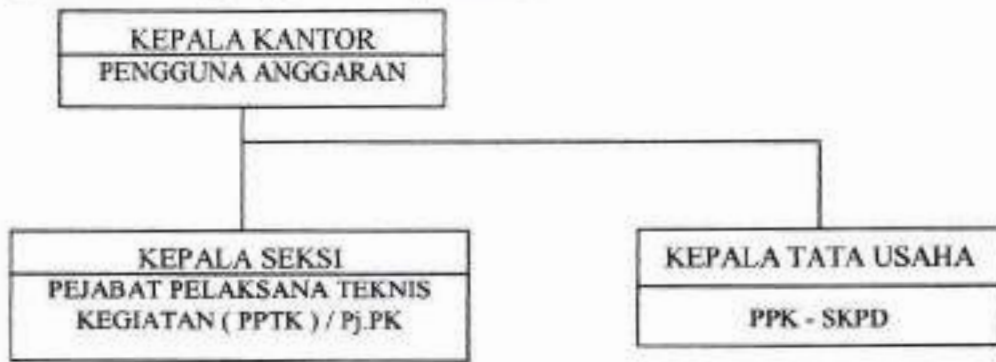 KEPALA KANTOR
PENGGUNA ANGGARAN
KEPALA SEKSI
PEJABAT PELAKSANA TEKNIS
KEGIATAN ( PPTK ) / Pj.PK
KEPALA TATA USAHA
PPK - SKPD